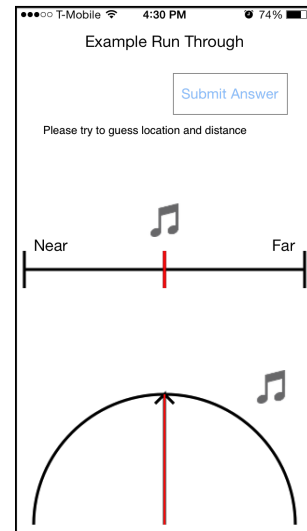 T-Mobile 4:30 PM 74%
Example Run Through
Submit Answer
Please try to guess location and distance
Near Far